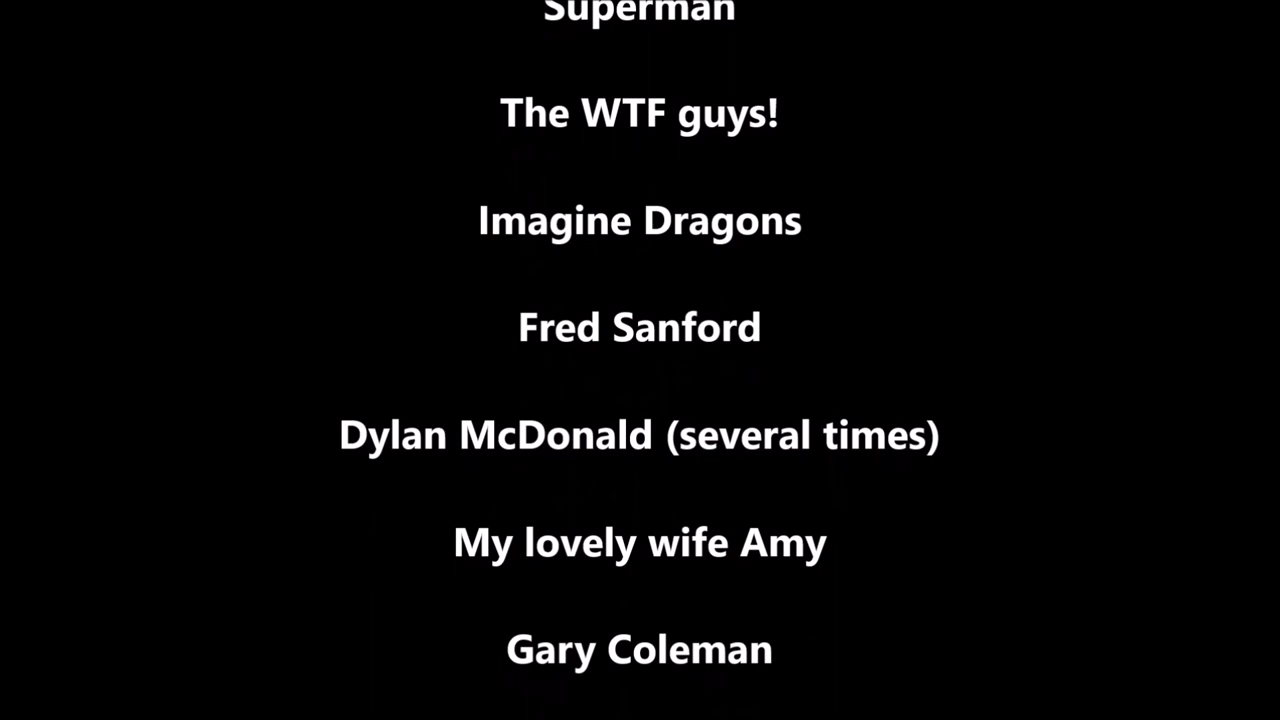 Superman
The WTF guys!
Imagine Dragons
Fred Sanford
Dylan McDonald (several times)
My lovely wife Amy
Gary Coleman